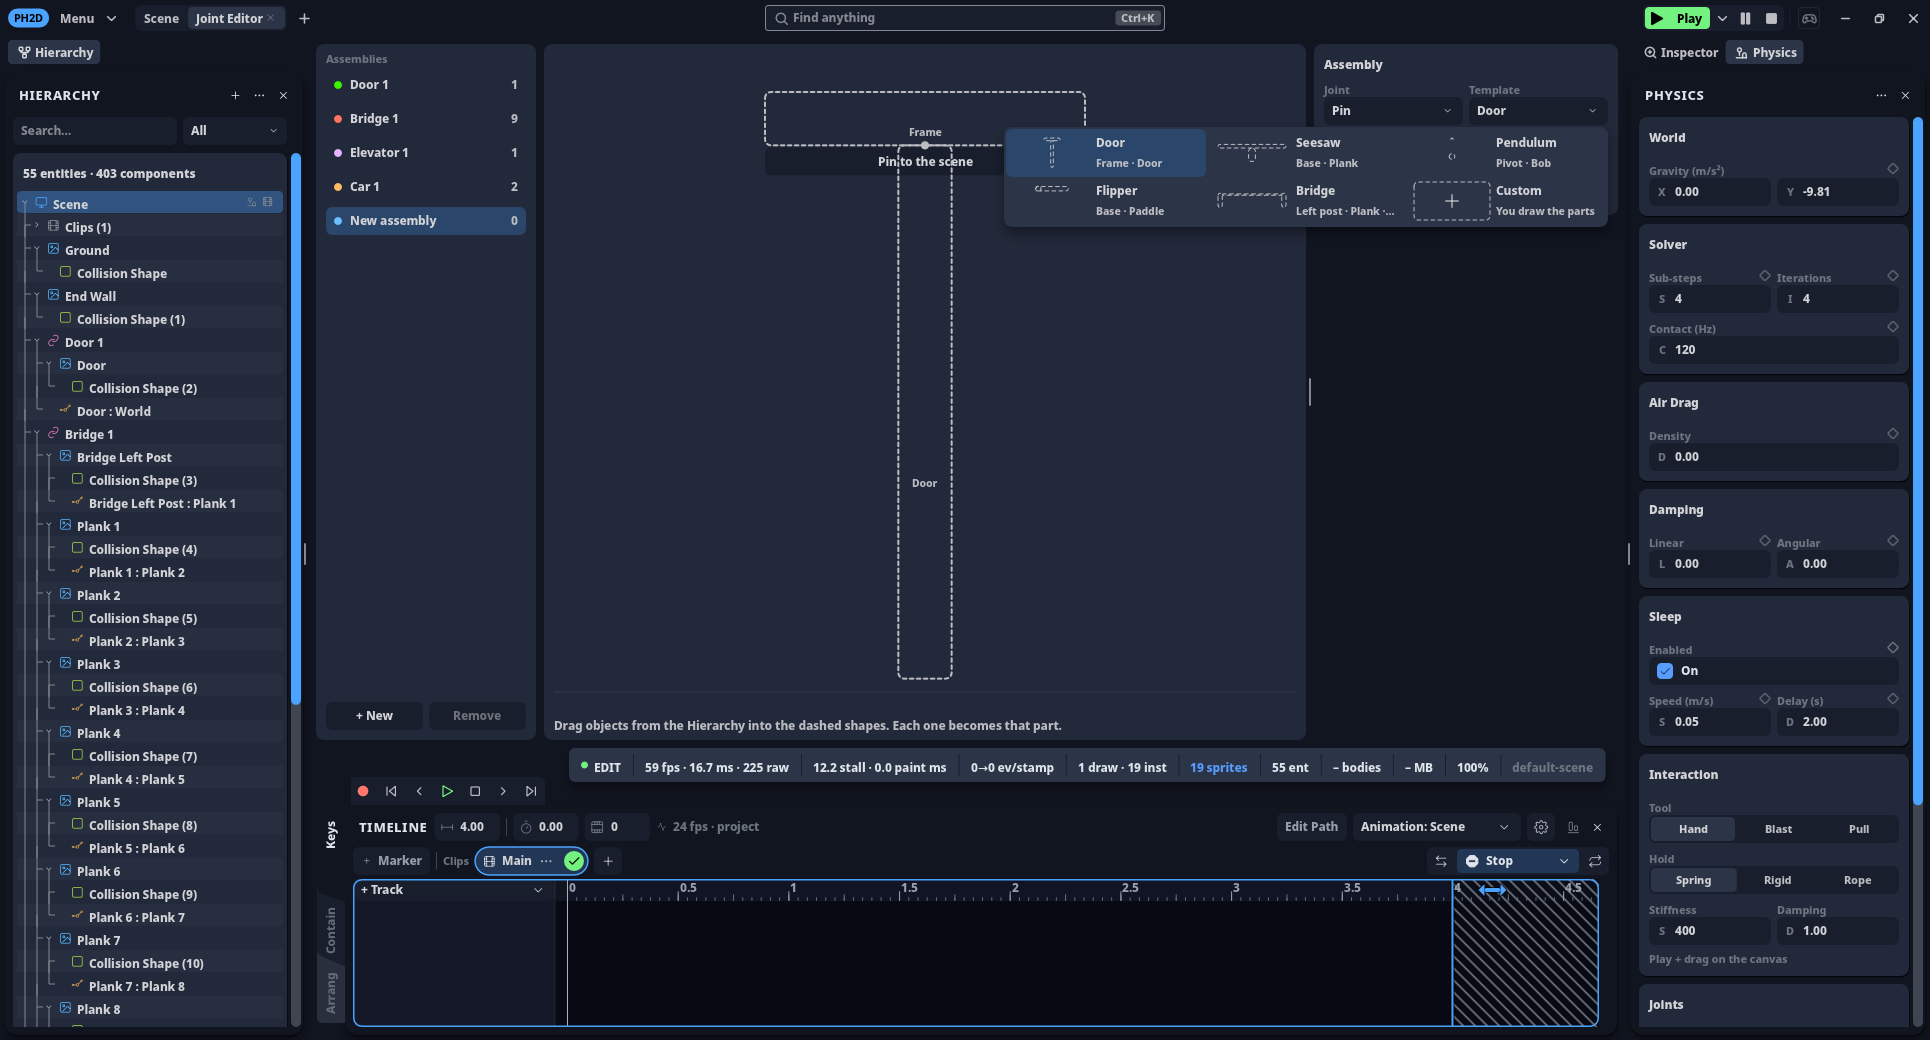 PH2D Menu Scene Joint Editor × + Find anything Ctrl+K Play
Hierarchy
Inspector Physics
HIERARCHY
Search... All
55 entities · 403 components
Scene
Clips (1)
Ground
Collision Shape
End Wall
Collision Shape (1)
Door 1
Door
Collision Shape (2)
Door : World
Bridge 1
Bridge Left Post
Collision Shape (3)
Bridge Left Post : Plank 1
Plank 1
Collision Shape (4)
Plank 1 : Plank 2
Plank 2
Collision Shape (5)
Plank 2 : Plank 3
Plank 3
Collision Shape (6)
Plank 3 : Plank 4
Plank 4
Collision Shape (7)
Plank 4 : Plank 5
Plank 5
Collision Shape (8)
Plank 5 : Plank 6
Plank 6
Collision Shape (9)
Plank 6 : Plank 7
Plank 7
Collision Shape (10)
Plank 7 : Plank 8
Plank 8
Assemblies
Door 1 1
Bridge 1 9
Elevator 1 1
Car 1 2
New assembly 0
+ New Remove
Frame
Pin to the scene
Door
Drag objects from the Hierarchy into the dashed shapes. Each one becomes that part.
Assembly
Joint Template
Pin Door
Door
Frame · Door
Seesaw
Base · Plank
Pendulum
Pivot · Bob
Flipper
Base · Paddle
Bridge
Left post · Plank ·...
Custom
You draw the parts
EDIT 59 fps · 16.7 ms · 225 raw 12.2 stall · 0.0 paint ms 0→0 ev/stamp 1 draw · 19 inst 19 sprites 55 ent – bodies – MB 100% default-scene
Keys
Contain
Arrang
TIMELINE 4.00 0.00 0 24 fps · project Edit Path Animation: Scene
+ Marker Clips Main ... + Stop
+ Track 0 0.5 1 1.5 2 2.5 3 3.5 4 4.5
PHYSICS
World
Gravity (m/s²)
X 0.00 Y -9.81
Solver
Sub-steps Iterations
S 4 I 4
Contact (Hz)
C 120
Air Drag
Density
D 0.00
Damping
Linear Angular
L 0.00 A 0.00
Sleep
Enabled
On
Speed (m/s) Delay (s)
S 0.05 D 2.00
Interaction
Tool
Hand Blast Pull
Hold
Spring Rigid Rope
Stiffness Damping
S 400 D 1.00
Play + drag on the canvas
Joints